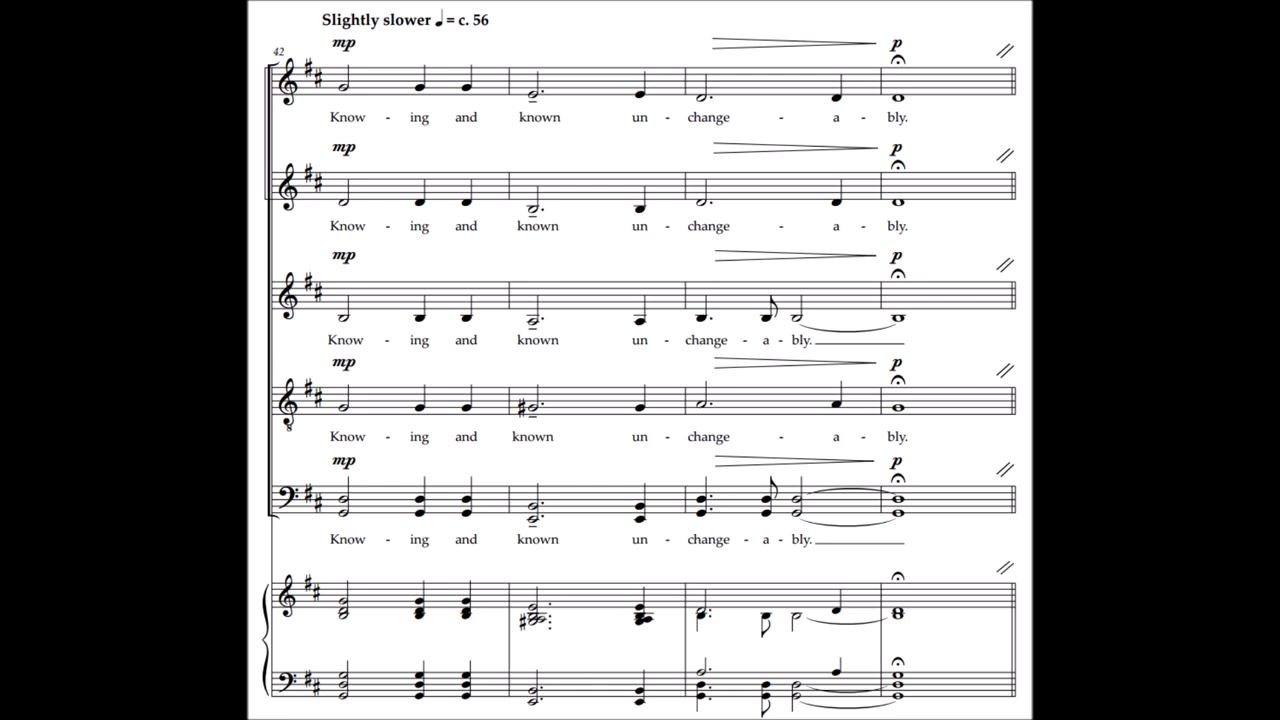 Slightly slower ♩ = c. 56
42
mp
p
Know - ing and known un - change - a - bly.
mp
p
Know - ing and known un - change - a - bly.
mp
p
Know - ing and known un - change - a - bly.
mp
p
Know - ing and known un - change - a - bly.
8
mp
p
Know - ing and known un - change - a - bly.